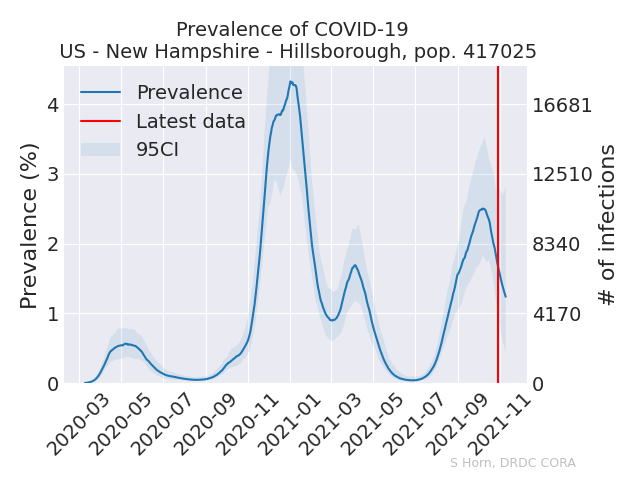 Prevalence of COVID-19
US - New Hampshire - Hillsborough, pop. 417025
Prevalence
Latest data
95CI
Prevalence (%)
4
3
2
1
0
16681
12510
8340
4170
0
# of infections
2020-03
2020-05
2020-07
2020-09
2020-11
2021-01
2021-03
2021-05
2021-07
2021-09
2021-11
S Horn, DRDC CORA